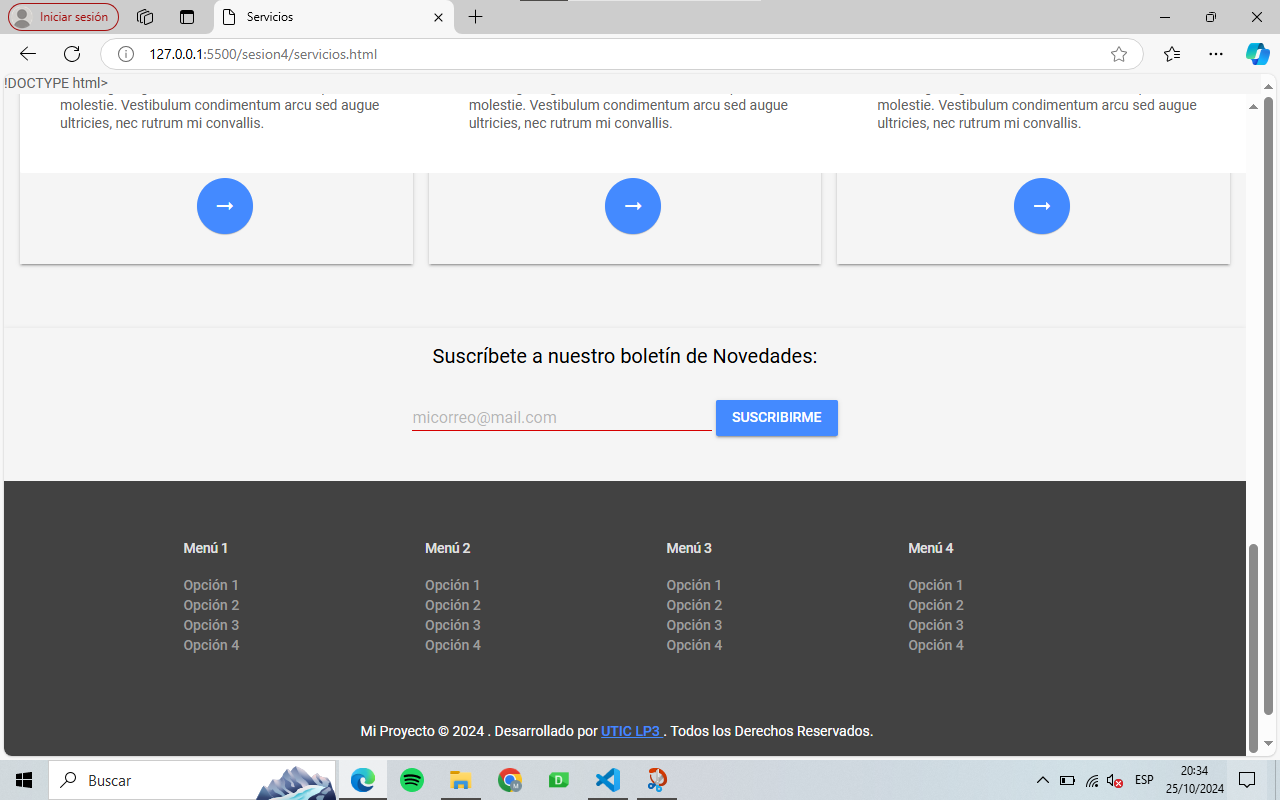 Iniciar sesión
Servicios
127.0.0.1:5500/sesion4/servicios.html
!DOCTYPE html>
molestie. Vestibulum condimentum arcu sed augue
ultricies, nec rutrum mi convallis.
molestie. Vestibulum condimentum arcu sed augue
ultricies, nec rutrum mi convallis.
molestie. Vestibulum condimentum arcu sed augue
ultricies, nec rutrum mi convallis.
Suscríbete a nuestro boletín de Novedades:
micorreo@mail.com
SUSCRIBIRME
Menú 1
Opción 1
Opción 2
Opción 3
Opción 4
Menú 2
Opción 1
Opción 2
Opción 3
Opción 4
Menú 3
Opción 1
Opción 2
Opción 3
Opción 4
Menú 4
Opción 1
Opción 2
Opción 3
Opción 4
Mi Proyecto © 2024 . Desarrollado por UTIC LP3 . Todos los Derechos Reservados.
Buscar
D
M
ESP
20:34
25/10/2024